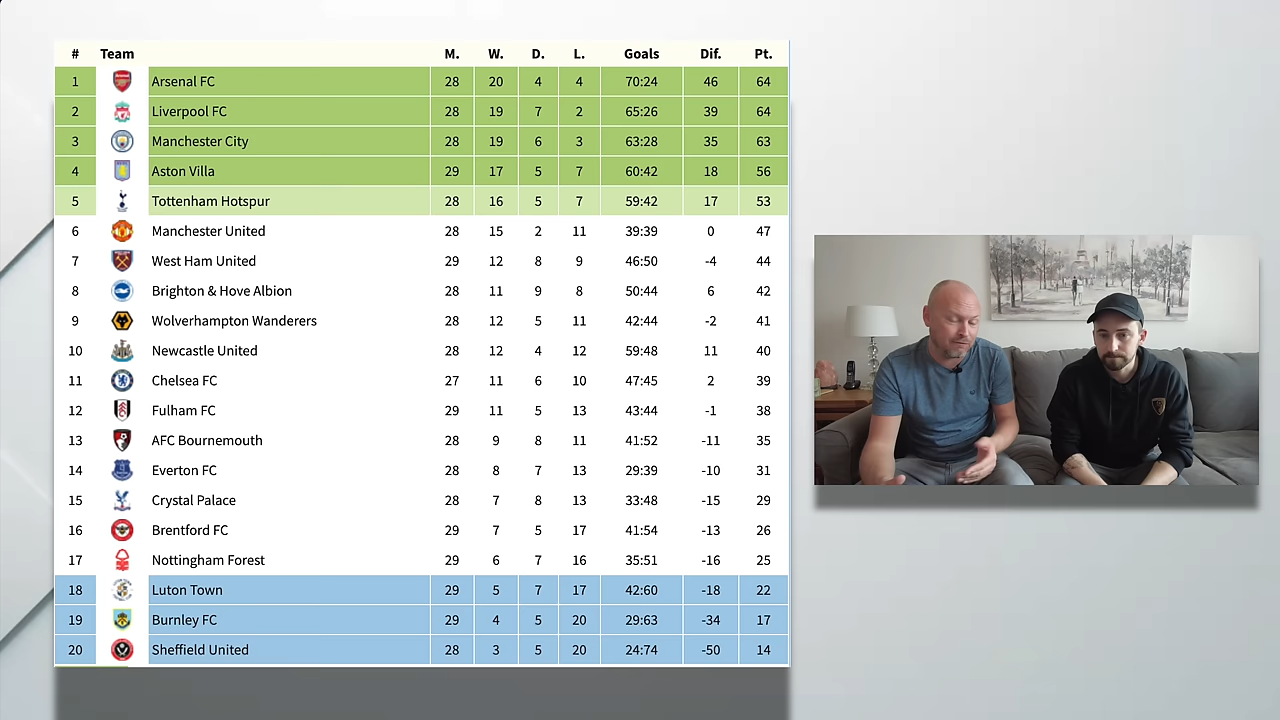 # Team M. W. D. L. Goals Dif. Pt.
1 Arsenal FC 28 20 4 4 70:24 46 64
2 Liverpool FC 28 19 7 2 65:26 39 64
3 Manchester City 28 19 6 3 63:28 35 63
4 Aston Villa 29 17 5 7 60:42 18 56
5 Tottenham Hotspur 28 16 5 7 59:42 17 53
6 Manchester United 28 15 2 11 39:39 0 47
7 West Ham United 29 12 8 9 46:50 -4 44
8 Brighton & Hove Albion 28 11 9 8 50:44 6 42
9 Wolverhampton Wanderers 28 12 5 11 42:44 -2 41
10 Newcastle United 28 12 4 12 59:48 11 40
11 Chelsea FC 27 11 6 10 47:45 2 39
12 Fulham FC 29 11 5 13 43:44 -1 38
13 AFC Bournemouth 28 9 8 11 41:52 -11 35
14 Everton FC 28 8 7 13 29:39 -10 31
15 Crystal Palace 28 7 8 13 33:48 -15 29
16 Brentford FC 29 7 5 17 41:54 -13 26
17 Nottingham Forest 29 6 7 16 35:51 -16 25
18 Luton Town 29 5 7 17 42:60 -18 22
19 Burnley FC 29 4 5 20 29:63 -34 17
20 Sheffield United 28 3 5 20 24:74 -50 14